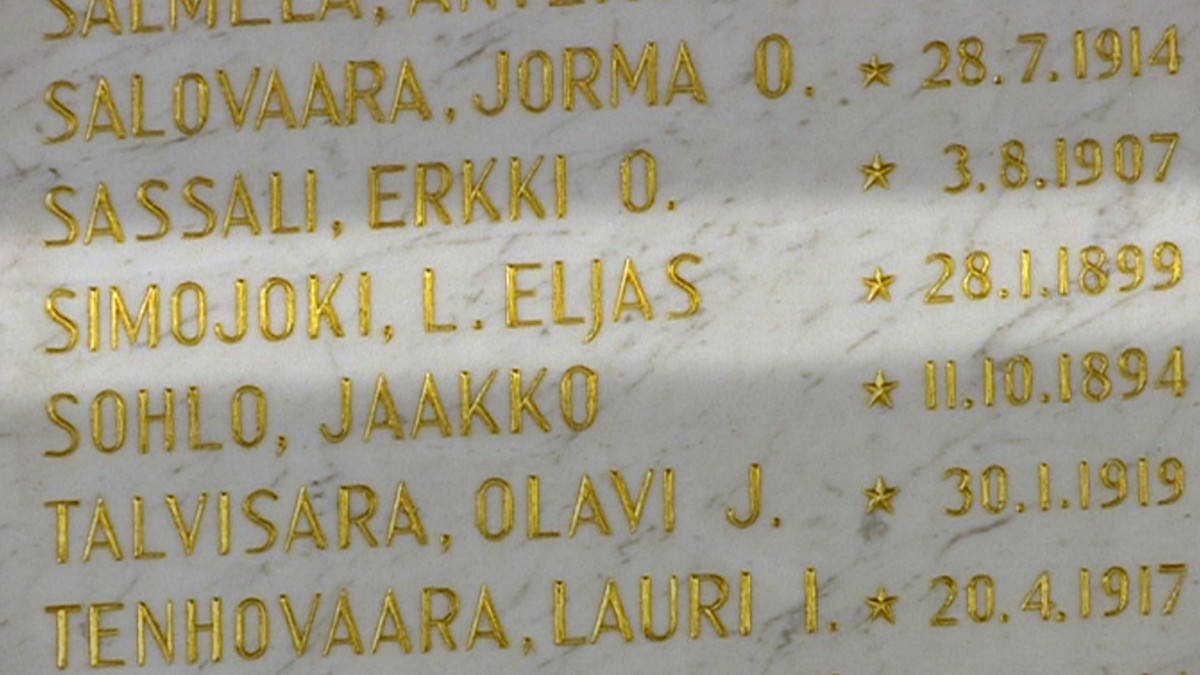 SALMELA,
SALOVAARA, JORMA O. ★ 28.7.1914
SASSALI, ERKKI O. ★ 3.8.1907
SIMOJOKI, L. ELJAS ★ 28.1.1899
SOHLO, JAAKKO ★ 11.10.1894
TALVISARA, OLAVI J. ★ 30.1.1919
TENHOVAARA, LAURI I. ★ 20.4.1917